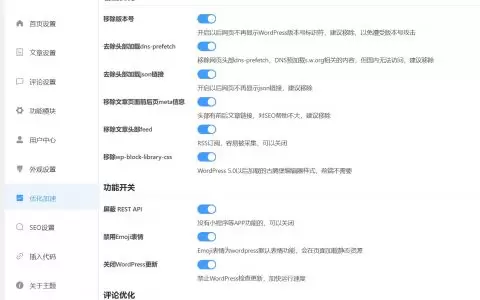 首页设置
文章设置
评论设置
功能模块
用户中心
外观设置
优化加速
SEO设置
插入代码
关于主题
移除版本号
开启以后网页不再显示WordPress版本号标识符，建议移除，以免遭受版本号攻击
去除头部加载dns-prefetch
移除网页头部dns-prefetch，DNS预加载s.w.org相关的内容，但国内无法访问，建议移除
去除头部加载json链接
开启以后网页不再显示json链接，建议移除
移除文章页面前后页meta信息
头部有前后文章链接，对SEO帮助不大，建议移除
移除文章头部feed
RSS订阅，容易被采集，可以关闭
移除wp-block-library-css
WordPress 5.0以后加载的古腾堡编辑器样式，前端不需要
功能开关
屏蔽 REST API
没有小程序等APP功能的，可以关闭
禁用Emoji表情
Emoji表情为wordpress默认表情功能，会在页面加载静态资源
关闭WordPress更新
禁止WordPress检查更新，加快运行速度
评论优化